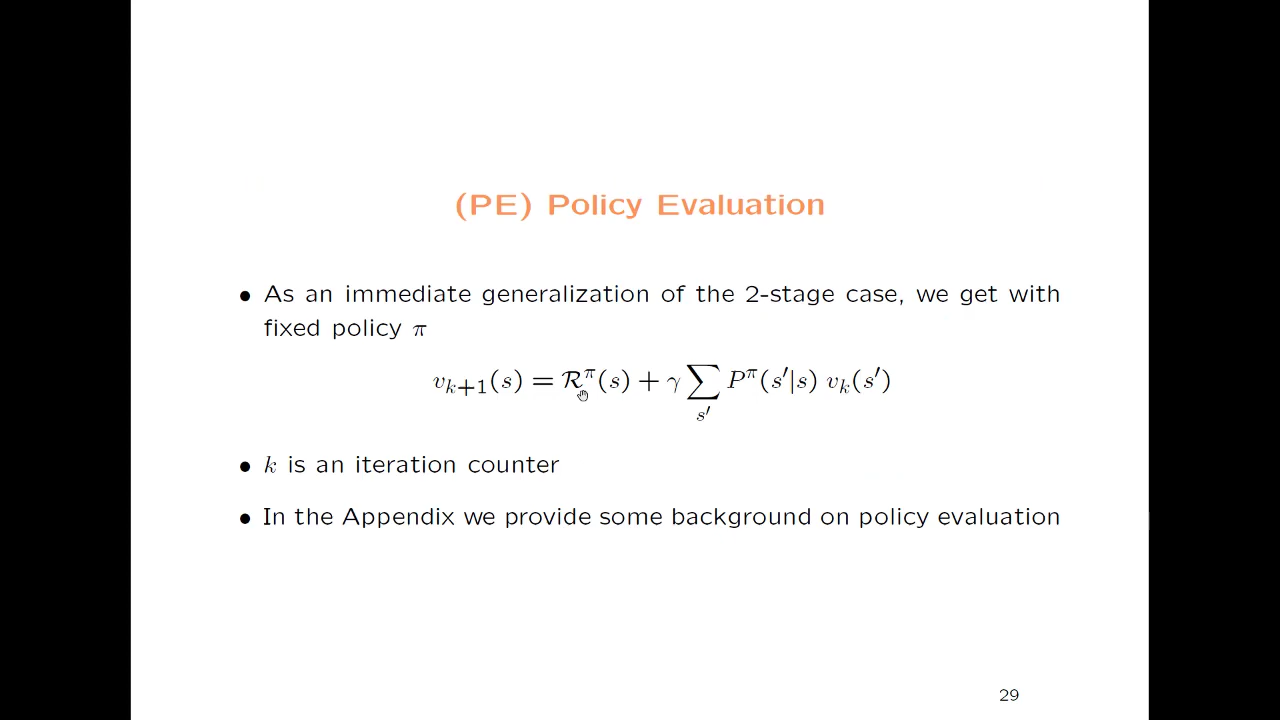 (PE) Policy Evaluation
• As an immediate generalization of the 2-stage case, we get with
fixed policy π
v_{k+1}(s) = ℛ^π(s) + γ ∑_{s′} P^π(s′|s) v_k(s′)
• k is an iteration counter
• In the Appendix we provide some background on policy evaluation
29